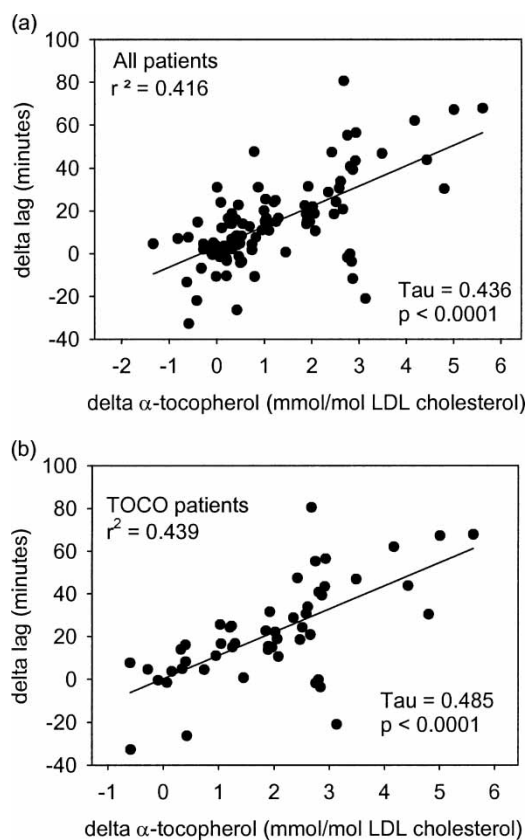 (a)
100
80
60
40
20
0
-20
-40
delta lag (minutes)
All patients
r ² = 0.416
Tau = 0.436
p < 0.0001
-2 -1 0 1 2 3 4 5 6
delta α-tocopherol (mmol/mol LDL cholesterol)
(b)
100
80
60
40
20
0
-20
-40
delta lag (minutes)
TOCO patients
r² = 0.439
Tau = 0.485
p < 0.0001
-1 0 1 2 3 4 5 6
delta α-tocopherol (mmol/mol LDL cholesterol)